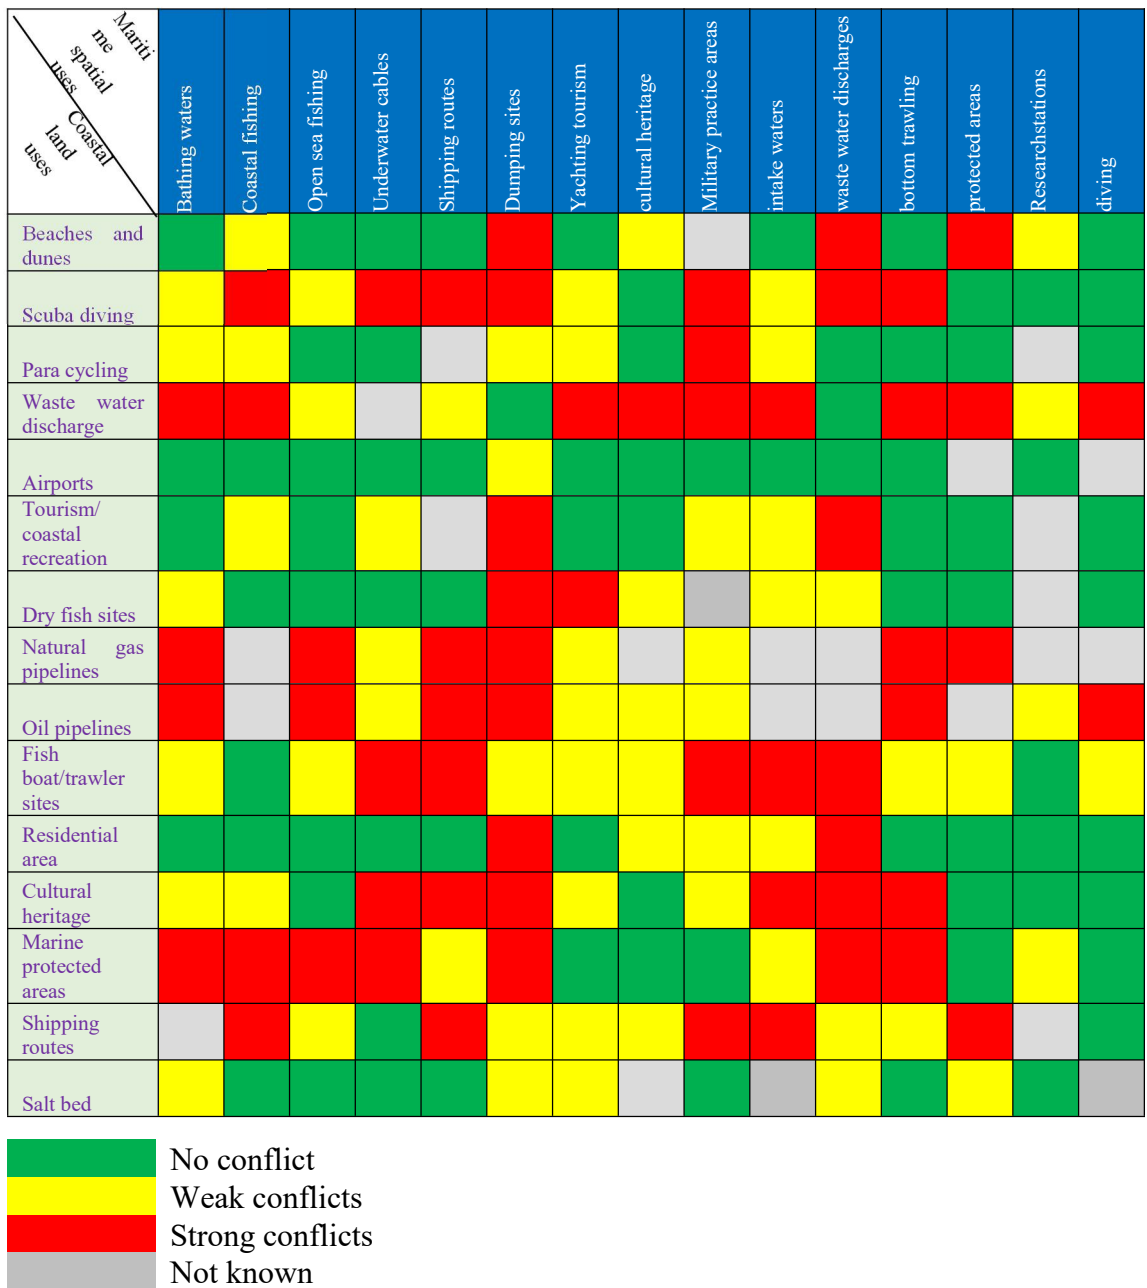 Mariti
me
spatial
uses
Coastal
land
uses
Bathing waters
Coastal fishing
Open sea fishing
Underwater cables
Shipping routes
Dumping sites
Yachting tourism
cultural heritage
Military practice areas
intake waters
waste water discharges
bottom trawling
protected areas
Researchstations
diving
Beaches and
dunes
Scuba diving
Para cycling
Waste water
discharge
Airports
Tourism/
coastal
recreation
Dry fish sites
Natural gas
pipelines
Oil pipelines
Fish
boat/trawler
sites
Residential
area
Cultural
heritage
Marine
protected
areas
Shipping
routes
Salt bed
No conflict
Weak conflicts
Strong conflicts
Not known